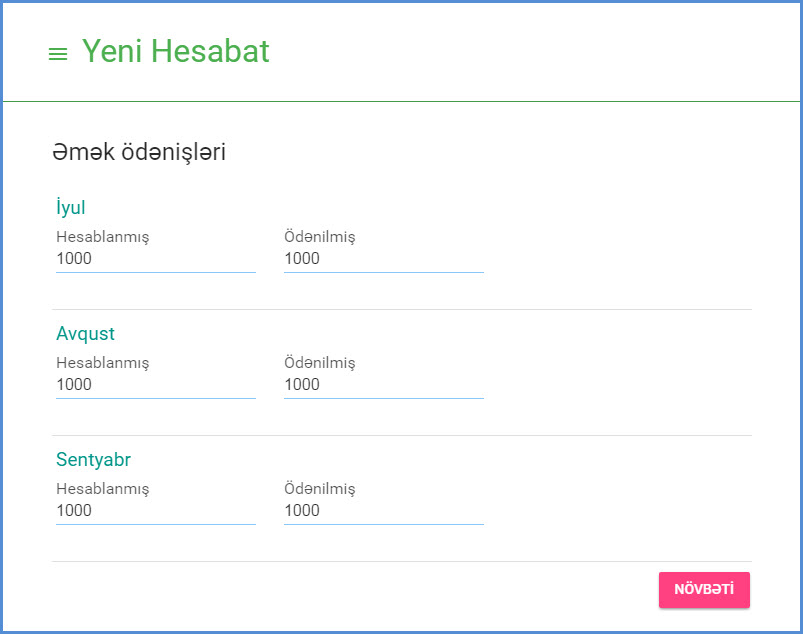 Yeni Hesabat
Əmək ödənişləri
İyul
Hesablanmış Ödənilmiş
1000 1000
Avqust
Hesablanmış Ödənilmiş
1000 1000
Sentyabr
Hesablanmış Ödənilmiş
1000 1000
NÖVBƏTİ